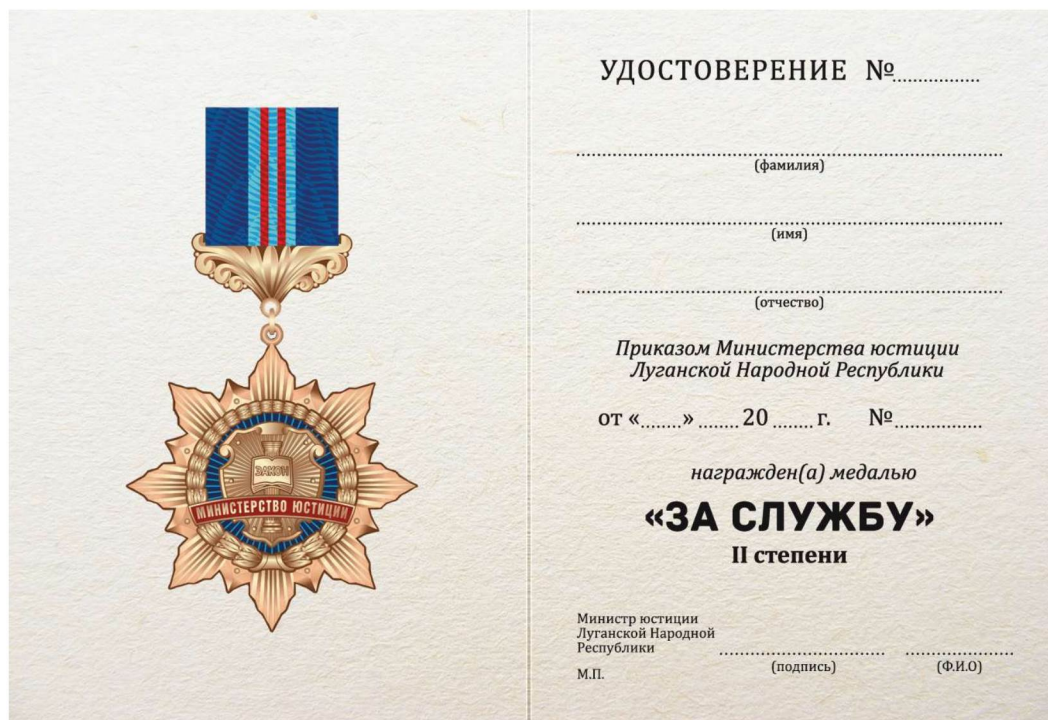 ЗАКОН
МИНИСТЕРСТВО ЮСТИЦИИ
УДОСТОВЕРЕНИЕ №................
(фамилия)
(имя)
(отчество)
Приказом Министерства юстиции
Луганской Народной Республики
от «.......» ....... 20 ....... г. №................
награжден(а) медалью
«ЗА СЛУЖБУ»
II степени
Министр юстиции
Луганской Народной
Республики
(подпись) (Ф.И.О)
М.П.